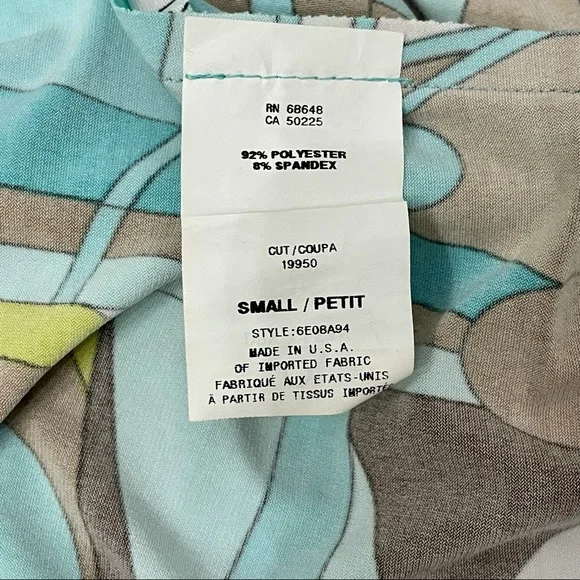 RN 68648
CA 50225
92% POLYESTER
8% SPANDEX
CUT/COUPA
19950
SMALL / PETIT
STYLE:6E08A94
MADE IN U.S.A.
OF IMPORTED FABRIC
FABRIQUÉ AUX ETATS-UNIS
À PARTIR DE TISSUS IMPORTÉ